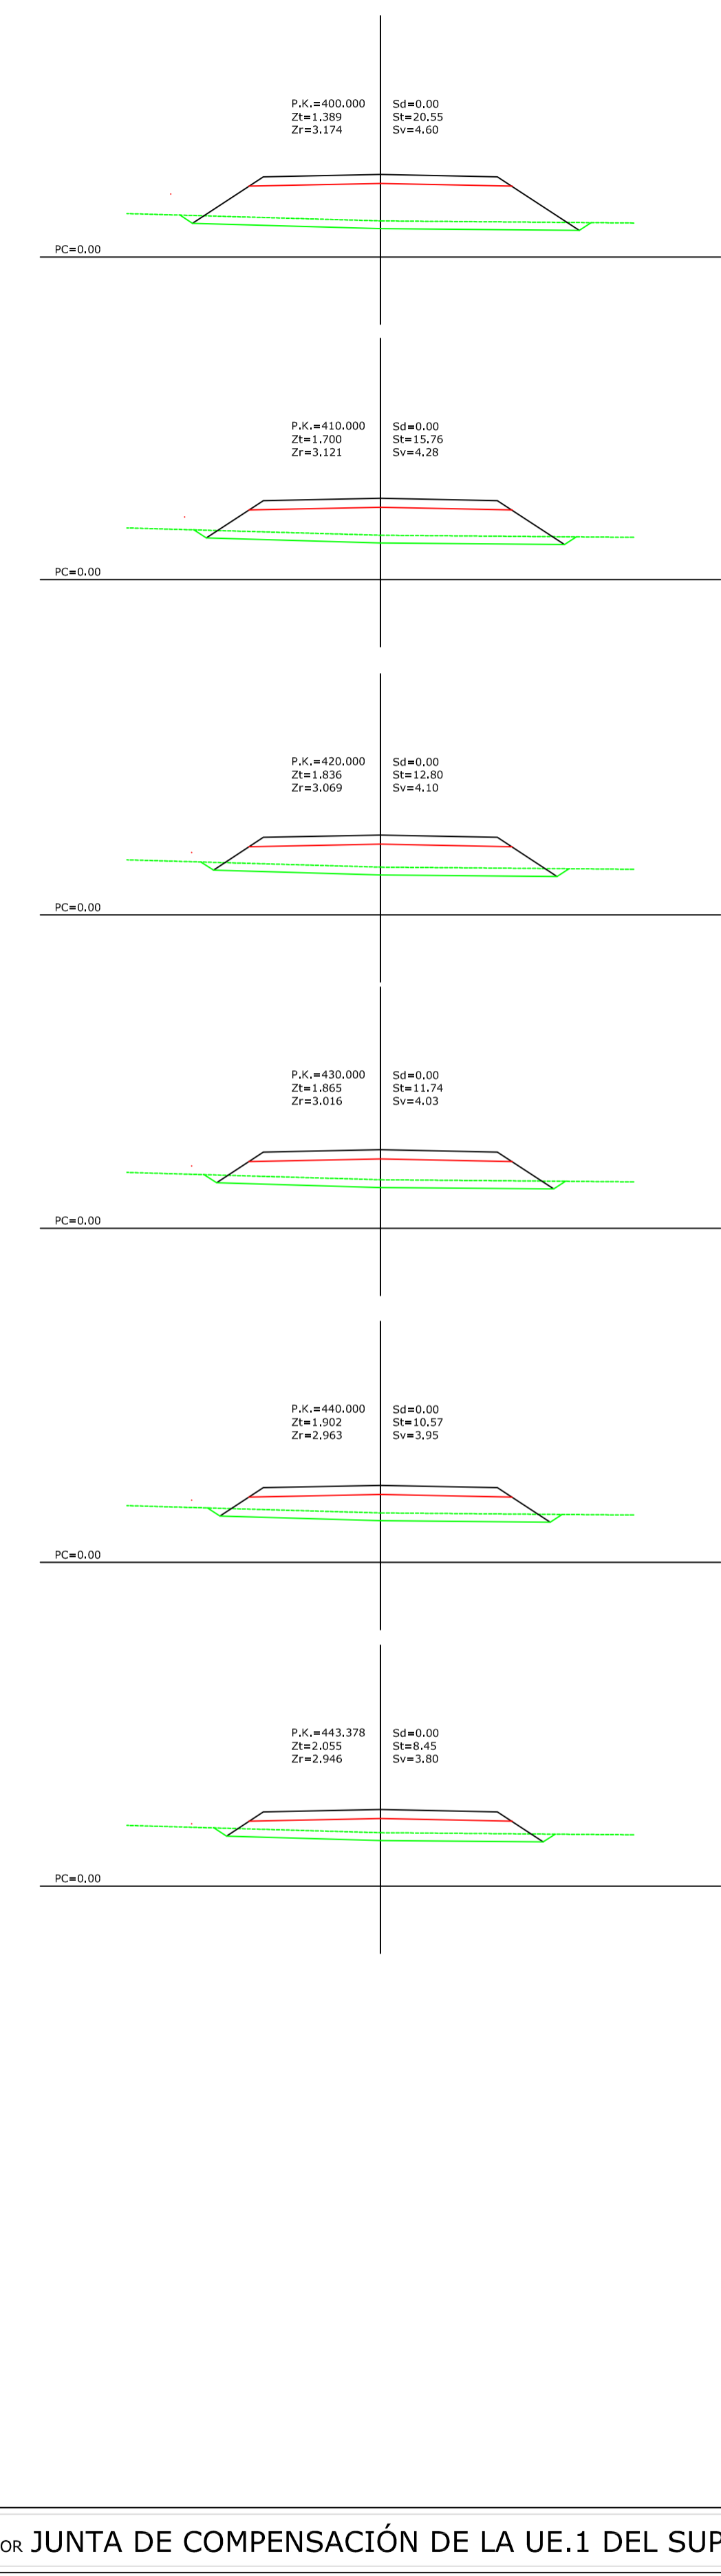 P.K.=400.000 Sd=0.00
Zt=1.389 St=20.55
Zr=3.174 Sv=4.60
PC=0.00
P.K.=410.000 Sd=0.00
Zt=1.700 St=15.76
Zr=3.121 Sv=4.28
PC=0.00
P.K.=420.000 Sd=0.00
Zt=1.836 St=12.80
Zr=3.069 Sv=4.10
PC=0.00
P.K.=430.000 Sd=0.00
Zt=1.865 St=11.74
Zr=3.016 Sv=4.03
PC=0.00
P.K.=440.000 Sd=0.00
Zt=1.902 St=10.57
Zr=2.963 Sv=3.95
PC=0.00
P.K.=443.378 Sd=0.00
Zt=2.055 St=8.45
Zr=2.946 Sv=3.80
PC=0.00
OR JUNTA DE COMPENSACIÓN DE LA UE.1 DEL SUP